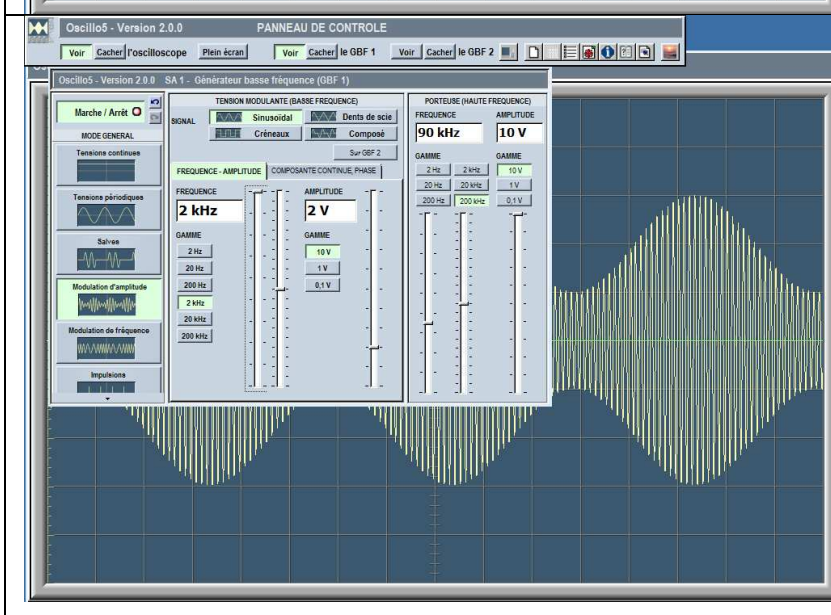 Oscillo5 - Version 2.0.0 PANNEAU DE CONTROLE
Voir Cacher l'oscilloscope Plein écran Voir Cacher le GBF 1 Voir Cacher le GBF 2
Oscillo5 - Version 2.0.0 SA 1 - Générateur basse fréquence (GBF 1)
Marche / Arrêt
MODE GENERAL
Tensions continues
Tensions périodiques
Salves
Modulation d'amplitude
Modulation de fréquence
Impulsions
TENSION MODULANTE (BASSE FREQUENCE)
SIGNAL Sinusoïdal Dents de scie
Créneaux Composé
Sur GBF 2
FREQUENCE - AMPLITUDE COMPOSANTE CONTINUE, PHASE
FREQUENCE AMPLITUDE
2 kHz 2 V
GAMME GAMME
2 Hz 10 V
20 Hz 1 V
200 Hz 0,1 V
2 kHz
20 kHz
200 kHz
PORTEUSE (HAUTE FREQUENCE)
FREQUENCE AMPLITUDE
90 kHz 10 V
GAMME GAMME
2 Hz 2 kHz 10 V
20 Hz 20 kHz 1 V
200 Hz 200 kHz 0,1 V